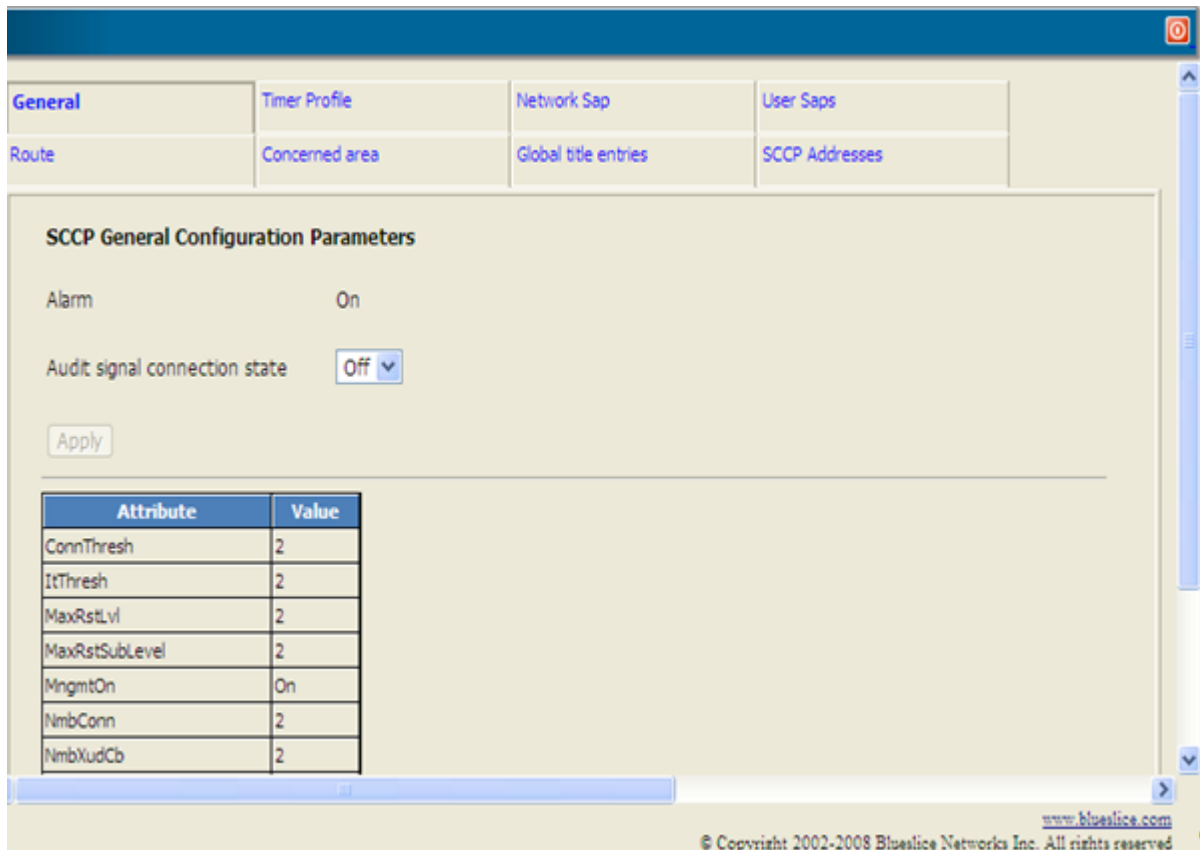 General Timer Profile Network Sap User Saps
Route Concerned area Global title entries SCCP Addresses
SCCP General Configuration Parameters
Alarm On
Audit signal connection state Off
Apply
Attribute Value
ConnThresh 2
ItThresh 2
MaxRstLvl 2
MaxRstSubLevel 2
MngmtOn On
NmbConn 2
NmbXudCb 2
www.blueslice.com
© Copyright 2002-2008 Blueslice Networks Inc. All rights reserved